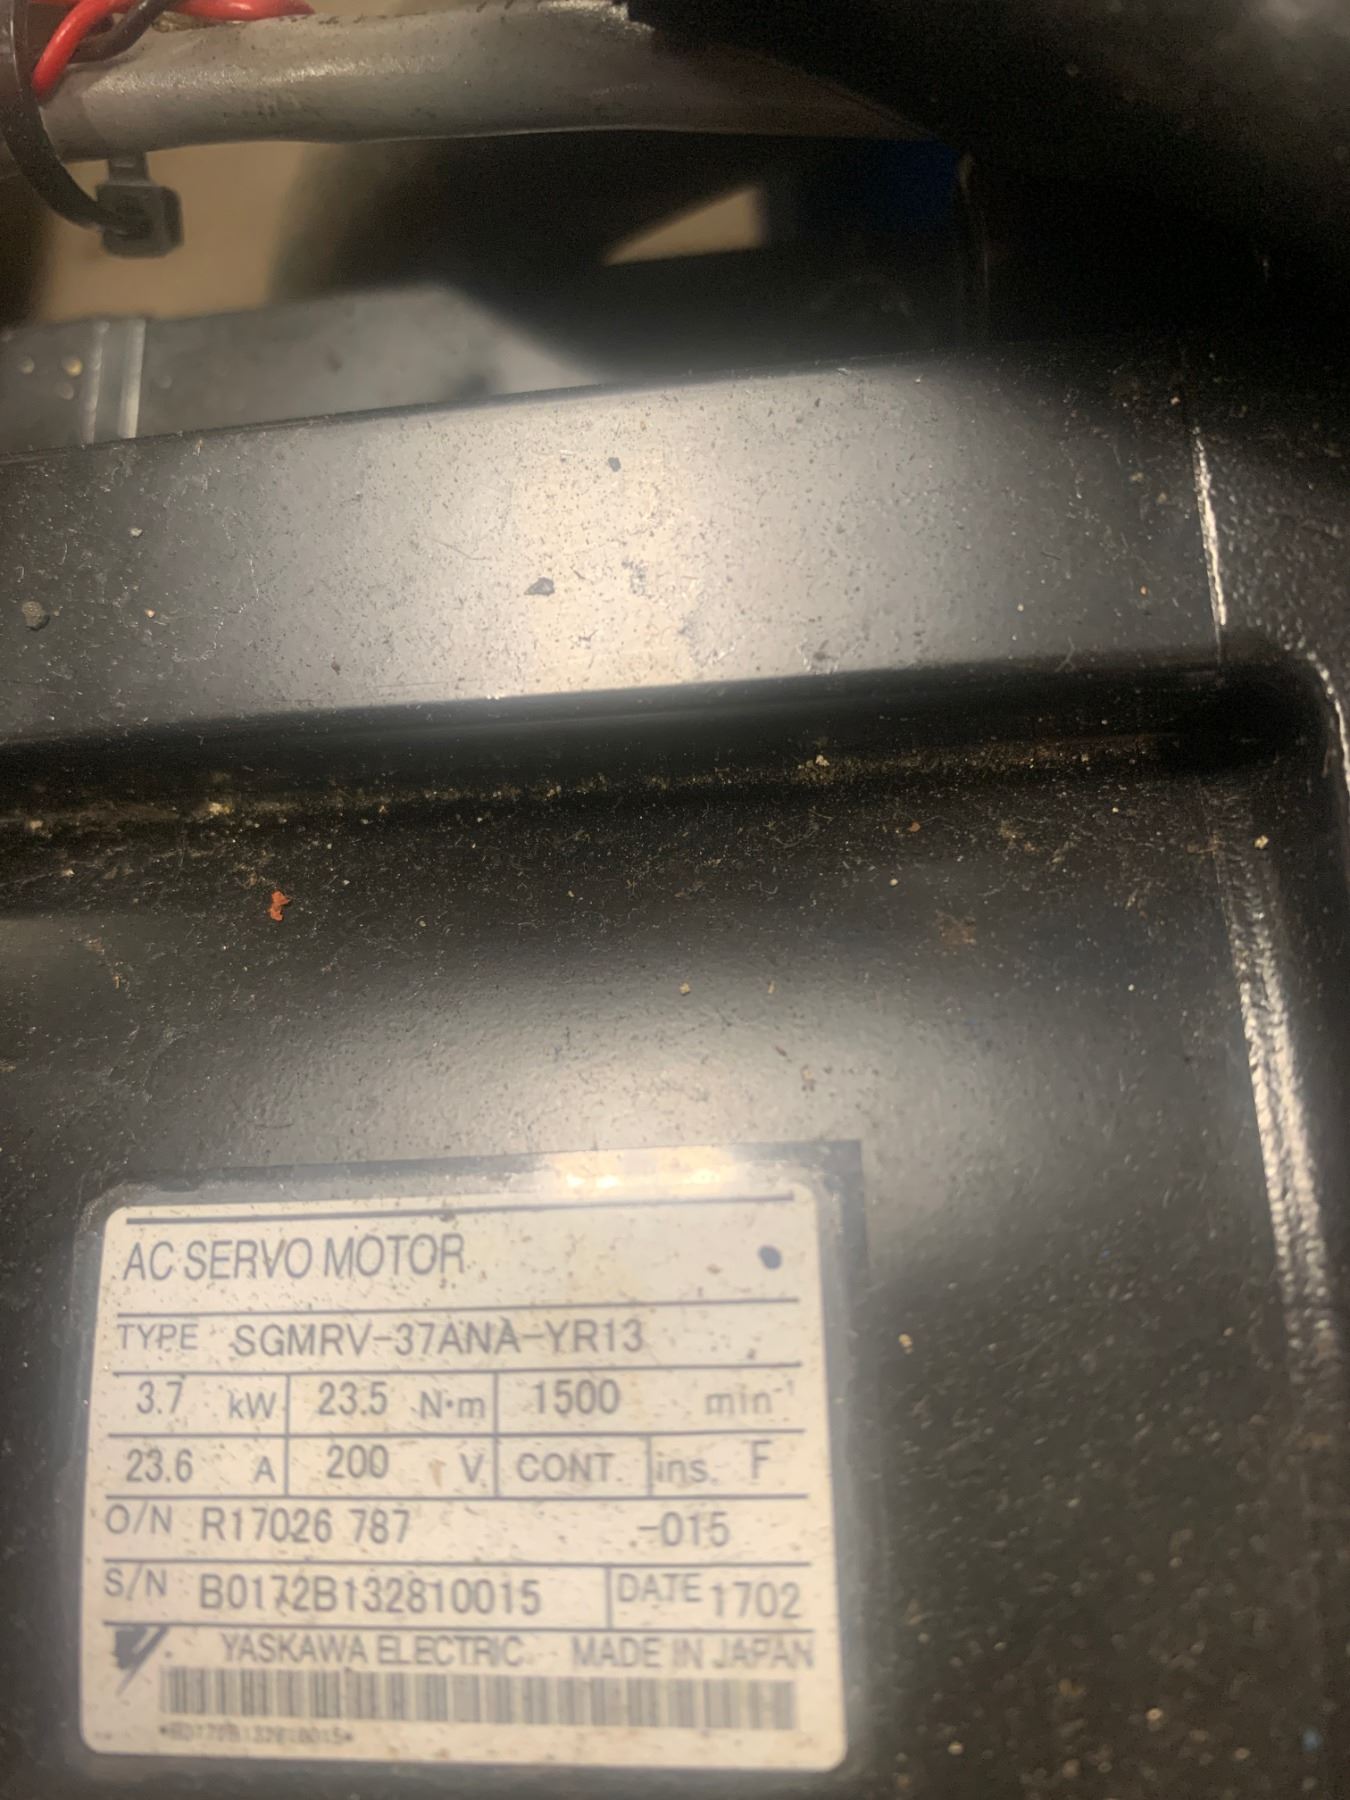 AC SERVO MOTOR
TYPE SGMRV-37ANA-YR13
3.7 kW 23.5 N·m 1500 min⁻¹
23.6 A 200 V CONT. ins. F
O/N R17026 787 -015
S/N B0172B132810015 DATE 1702
YASKAWA ELECTRIC MADE IN JAPAN
*B0172B132810015*